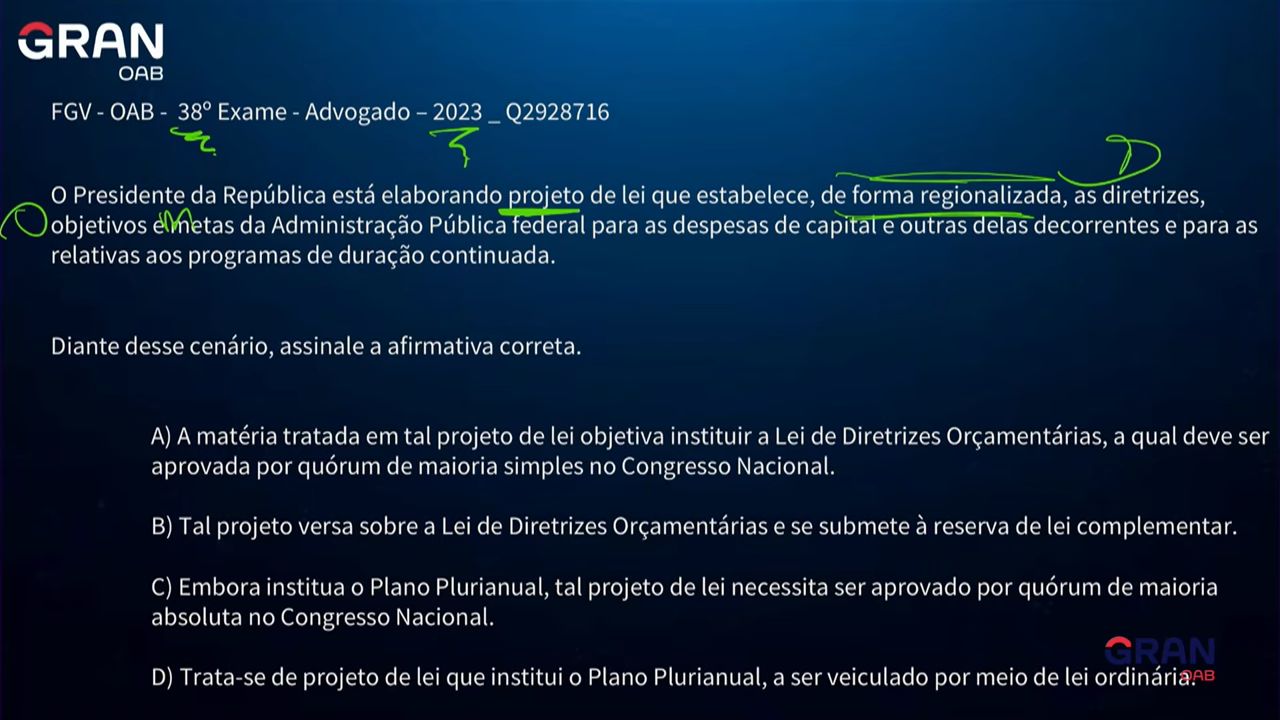 GRAN
OAB
FGV - OAB - 38º Exame - Advogado – 2023 _ Q2928716
D
O Presidente da República está elaborando projeto de lei que estabelece, de forma regionalizada, as diretrizes,
objetivos e metas da Administração Pública federal para as despesas de capital e outras delas decorrentes e para as
relativas aos programas de duração continuada.
Diante desse cenário, assinale a afirmativa correta.
A) A matéria tratada em tal projeto de lei objetiva instituir a Lei de Diretrizes Orçamentárias, a qual deve ser
aprovada por quórum de maioria simples no Congresso Nacional.
B) Tal projeto versa sobre a Lei de Diretrizes Orçamentárias e se submete à reserva de lei complementar.
C) Embora institua o Plano Plurianual, tal projeto de lei necessita ser aprovado por quórum de maioria
absoluta no Congresso Nacional.
D) Trata-se de projeto de lei que institui o Plano Plurianual, a ser veiculado por meio de lei ordinária.
GRAN
OAB